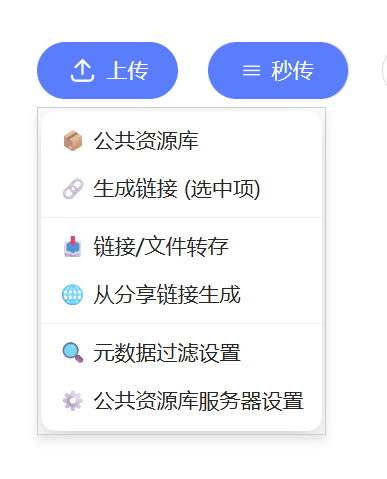 上传
秒传
公共资源库
生成链接 (选中项)
链接/文件转存
从分享链接生成
元数据过滤设置
公共资源库服务器设置